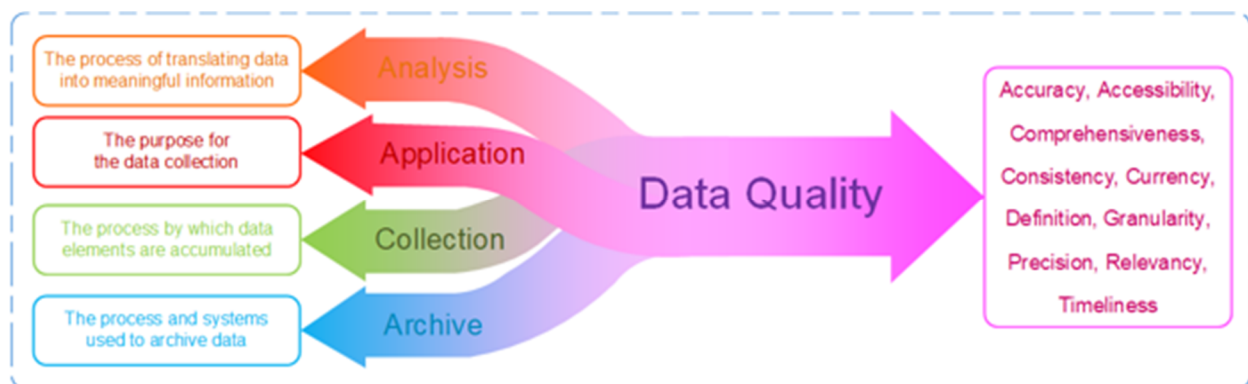 The process of translating data
into meaningful information
Analysis
The purpose for
the data collection
Application
The process by which data
elements are accumulated
Collection
The process and systems
used to archive data
Archive
Data Quality
Accuracy, Accessibility,
Comprehensiveness,
Consistency, Currency,
Definition, Granularity,
Precision, Relevancy,
Timeliness